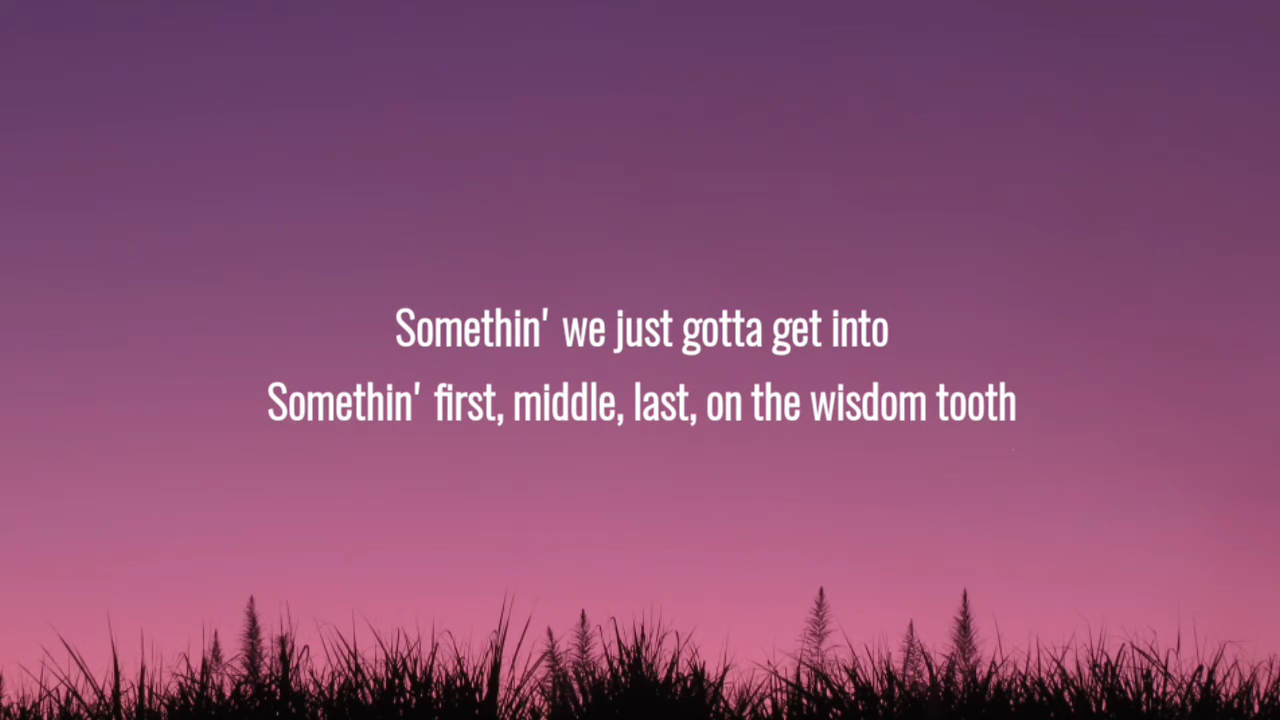 Somethin' we just gotta get into
Somethin' first, middle, last, on the wisdom tooth